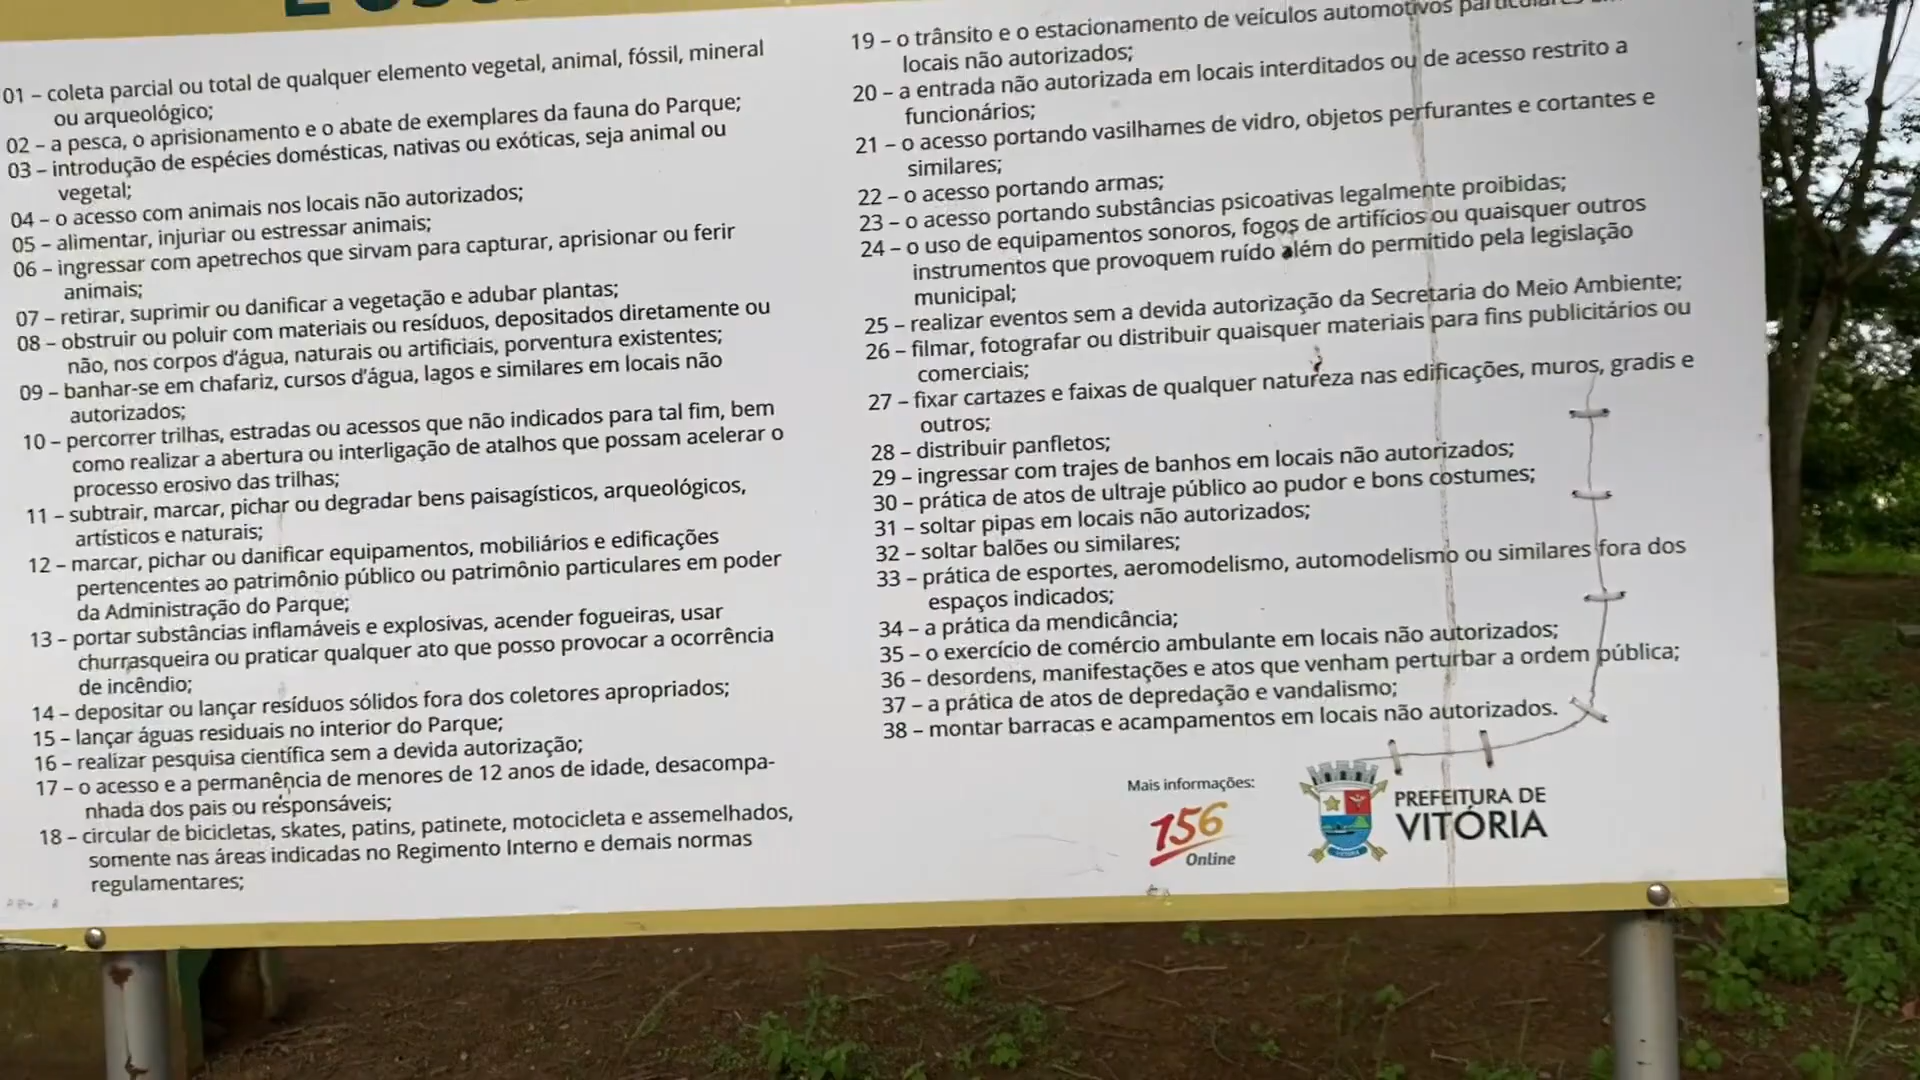 01 – coleta parcial ou total de qualquer elemento vegetal, animal, fóssil, mineral
ou arqueológico;
02 – a pesca, o aprisionamento e o abate de exemplares da fauna do Parque;
03 – introdução de espécies domésticas, nativas ou exóticas, seja animal ou
vegetal;
04 – o acesso com animais nos locais não autorizados;
05 – alimentar, injuriar ou estressar animais;
06 – ingressar com apetrechos que sirvam para capturar, aprisionar ou ferir
animais;
07 – retirar, suprimir ou danificar a vegetação e adubar plantas;
08 – obstruir ou poluir com materiais ou resíduos, depositados diretamente ou
não, nos corpos d'água, naturais ou artificiais, porventura existentes;
09 – banhar-se em chafariz, cursos d'água, lagos e similares em locais não
autorizados;
10 – percorrer trilhas, estradas ou acessos que não indicados para tal fim, bem
como realizar a abertura ou interligação de atalhos que possam acelerar o
processo erosivo das trilhas;
11 – subtrair, marcar, pichar ou degradar bens paisagísticos, arqueológicos,
artísticos e naturais;
12 – marcar, pichar ou danificar equipamentos, mobiliários e edificações
pertencentes ao patrimônio público ou patrimônio particulares em poder
da Administração do Parque;
13 – portar substâncias inflamáveis e explosivas, acender fogueiras, usar
churrasqueira ou praticar qualquer ato que posso provocar a ocorrência
de incêndio;
14 – depositar ou lançar resíduos sólidos fora dos coletores apropriados;
15 – lançar águas residuais no interior do Parque;
16 – realizar pesquisa científica sem a devida autorização;
17 – o acesso e a permanência de menores de 12 anos de idade, desacompa-
nhada dos pais ou responsáveis;
18 – circular de bicicletas, skates, patins, patinete, motocicleta e assemelhados,
somente nas áreas indicadas no Regimento Interno e demais normas
regulamentares;
19 – o trânsito e o estacionamento de veículos automotivos particulares
locais não autorizados;
20 – a entrada não autorizada em locais interditados ou de acesso restrito a
funcionários;
21 – o acesso portando vasilhames de vidro, objetos perfurantes e cortantes e
similares;
22 – o acesso portando armas;
23 – o acesso portando substâncias psicoativas legalmente proibidas;
24 – o uso de equipamentos sonoros, fogos de artifícios ou quaisquer outros
instrumentos que provoquem ruído além do permitido pela legislação
municipal;
25 – realizar eventos sem a devida autorização da Secretaria do Meio Ambiente;
26 – filmar, fotografar ou distribuir quaisquer materiais para fins publicitários ou
comerciais;
27 – fixar cartazes e faixas de qualquer natureza nas edificações, muros, gradis e
outros;
28 – distribuir panfletos;
29 – ingressar com trajes de banhos em locais não autorizados;
30 – prática de atos de ultraje público ao pudor e bons costumes;
31 – soltar pipas em locais não autorizados;
32 – soltar balões ou similares;
33 – prática de esportes, aeromodelismo, automodelismo ou similares fora dos
espaços indicados;
34 – a prática da mendicância;
35 – o exercício de comércio ambulante em locais não autorizados;
36 – desordens, manifestações e atos que venham perturbar a ordem pública;
37 – a prática de atos de depredação e vandalismo;
38 – montar barracas e acampamentos em locais não autorizados.
Mais informações:
156
Online
PREFEITURA DE
VITÓRIA